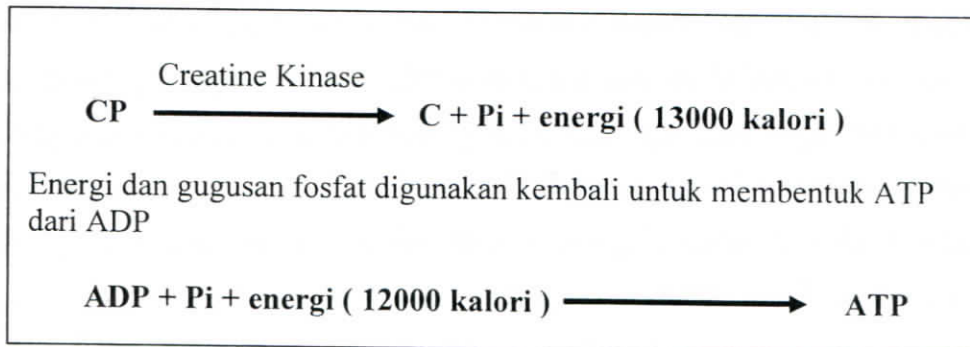 Creatine Kinase
CP ⟶ C + Pi + energi ( 13000 kalori )
Energi dan gugusan fosfat digunakan kembali untuk membentuk ATP
dari ADP
ADP + Pi + energi ( 12000 kalori ) ⟶ ATP